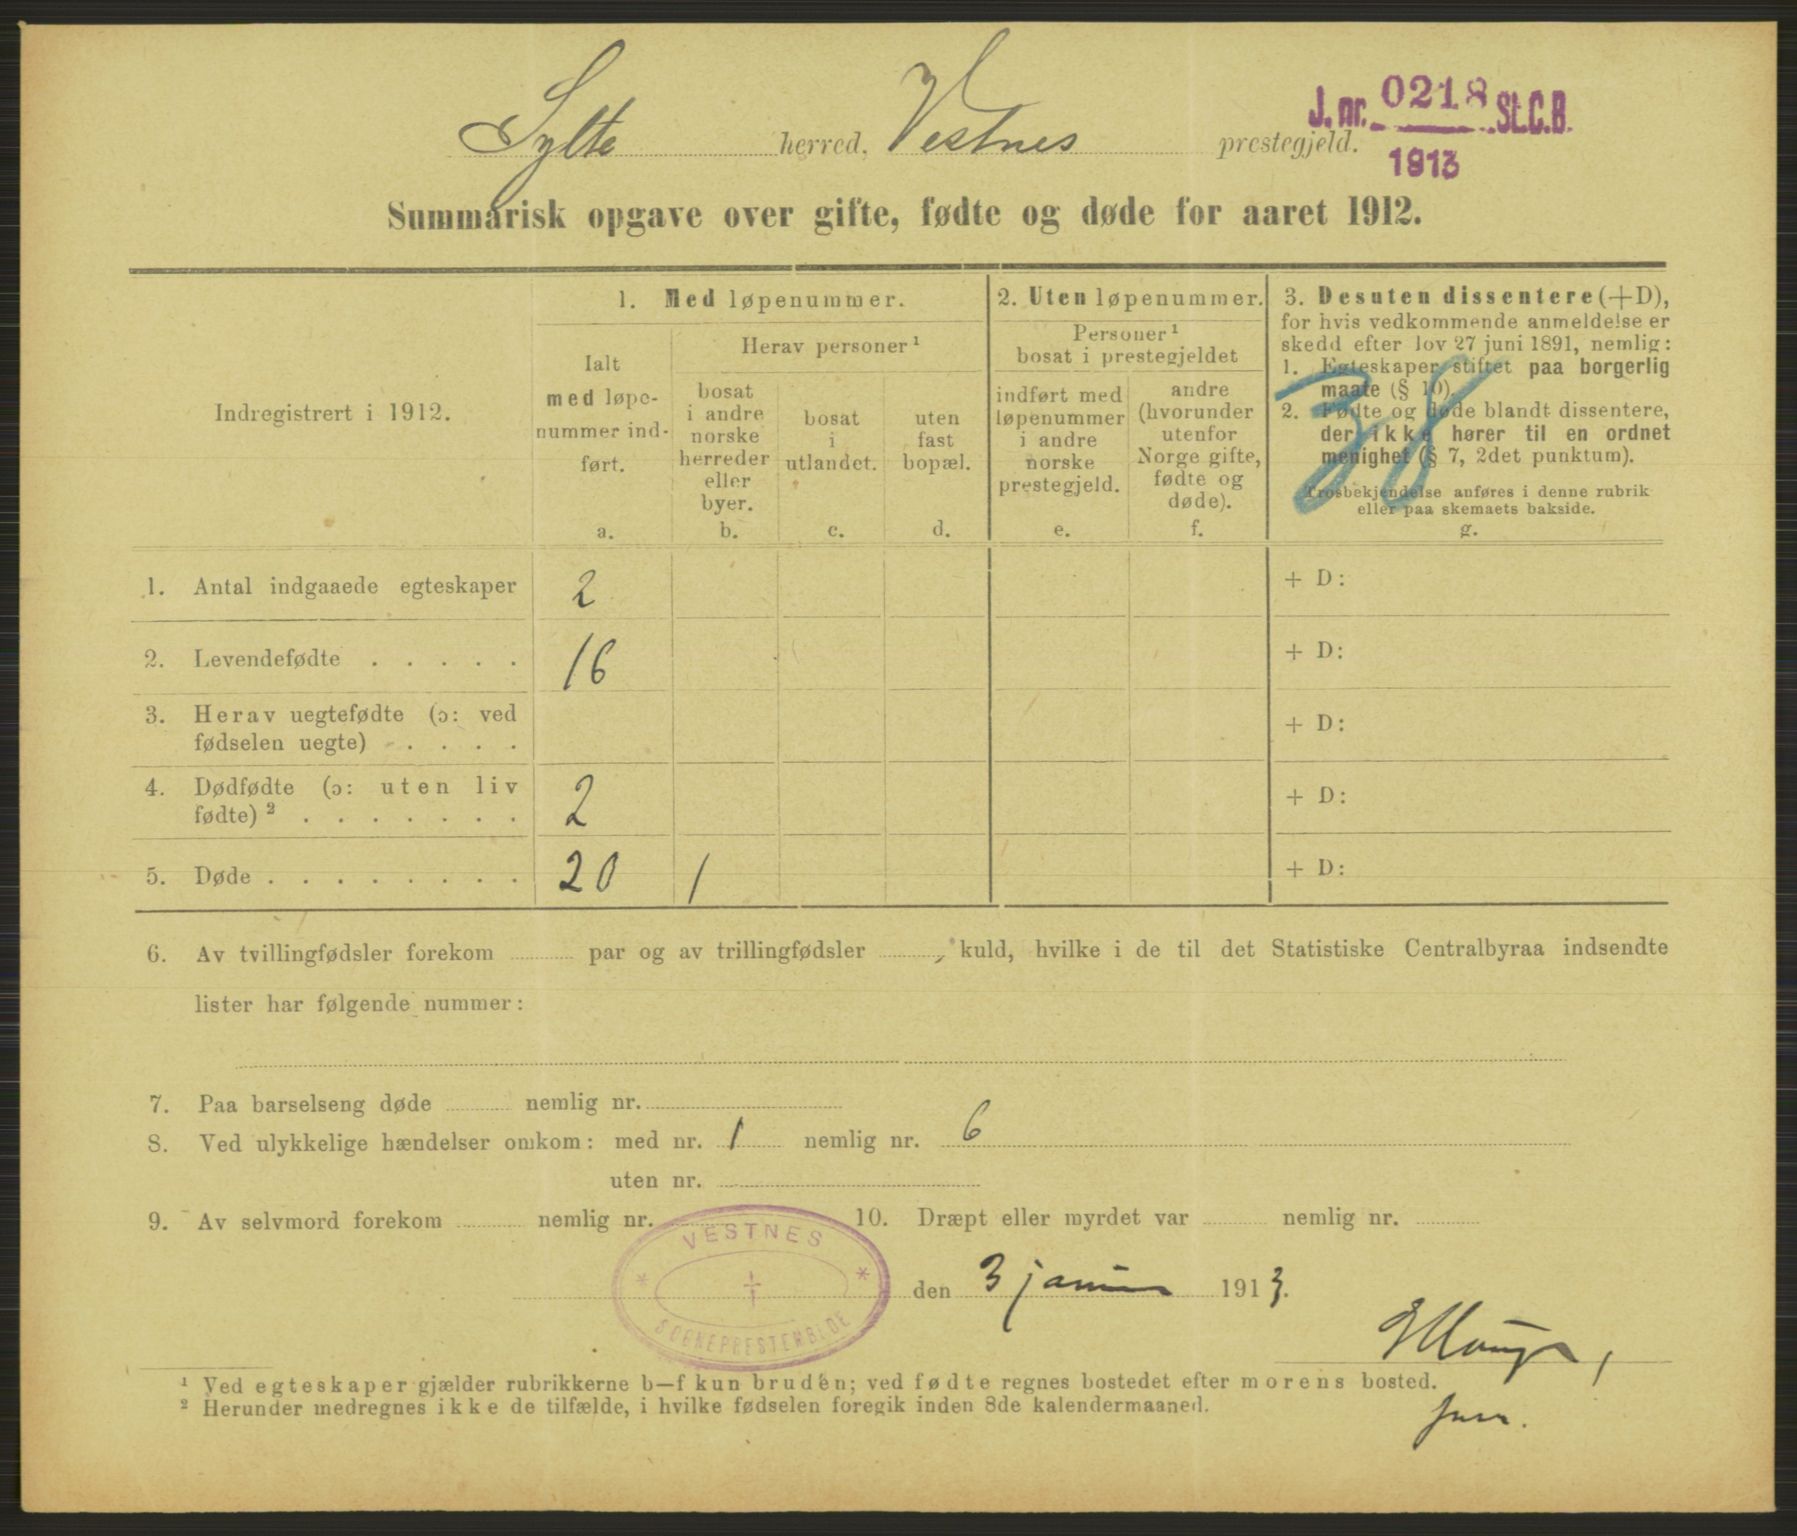 Sylte herred, Vestnes prestegjeld.
J. nr. 0218 St. C. B.
1913
Summarisk opgave over gifte, fødte og døde for aaret 1912.
Indregistrert i 1912.
1. Med løpenummer.
Ialt
med løpe-
nummer ind-
ført.
a.
Herav personer ¹
bosat
i andre
norske
herreder
eller
byer.
b.
bosat
i
utlandet.
c.
uten
fast
bopæl.
d.
2. Uten løpenummer.
Personer ¹
bosat i prestegjeldet
indført med
løpenummer
i andre
norske
prestegjeld.
e.
andre
(hvorunder
utenfor
Norge gifte,
fødte og
døde).
f.
3. Desuten dissentere (+D),
for hvis vedkommende anmeldelse er
skedd efter lov 27 juni 1891, nemlig:
1. Egteskaper stiftet paa borgerlig
maate (§ 10).
2. Fødte og døde blandt dissentere,
der ikke hører til en ordnet
menighet (§ 7, 2det punktum).
Trosbekjendelse anføres i denne rubrik
eller paa skemaets bakside.
g.
1. Antal indgaaede egteskaper 2 + D:
2. Levendefødte . . . . . 16 + D:
3. Herav uegtefødte (ɔ: ved
fødselen uegte) . . . . + D:
4. Dødfødte (ɔ: uten liv
fødte) ² . . . . . . . 2 + D:
5. Døde . . . . . . . . 20 1 + D:
6. Av tvillingfødsler forekom par og av trillingfødsler , kuld, hvilke i de til det Statistiske Centralbyraa indsendte
lister har følgende nummer:
7. Paa barselseng døde nemlig nr.
8. Ved ulykkelige hændelser omkom: med nr. 1 nemlig nr. 6
uten nr.
9. Av selvmord forekom nemlig nr. 10. Dræpt eller myrdet var nemlig nr.
VESTNES
SOGNEPRESTEMBEDE
den 3 januar 1913.
¹ Ved egteskaper gjælder rubrikkerne b—f kun bruden; ved fødte regnes bostedet efter morens bosted.
² Herunder medregnes ikke de tilfælde, i hvilke fødselen foregik inden 8de kalendermaaned.